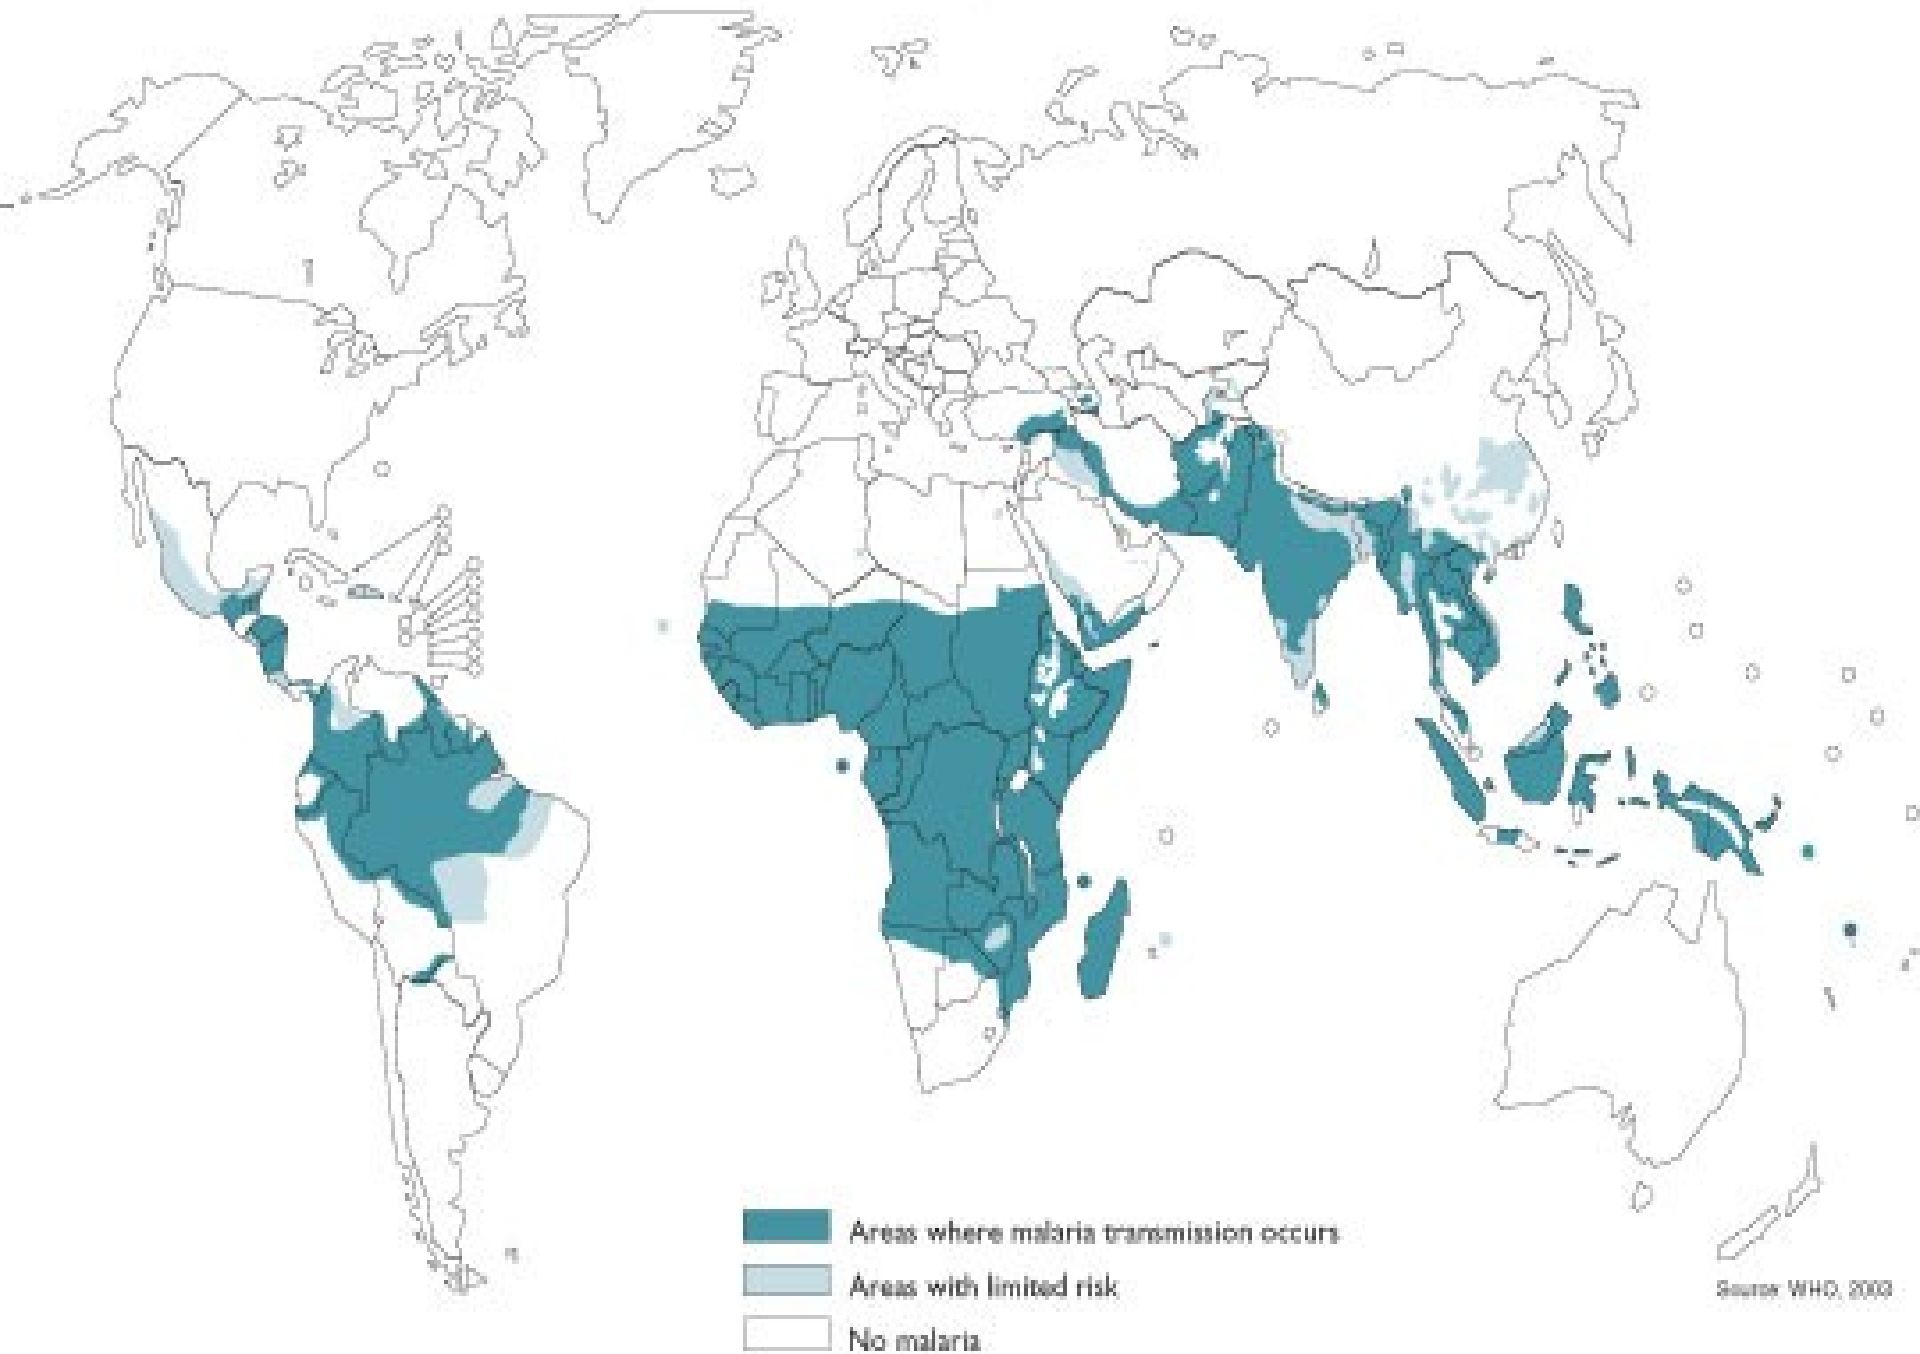 Areas where malaria transmission occurs
Areas with limited risk
Source: WHO, 2003
No malaria